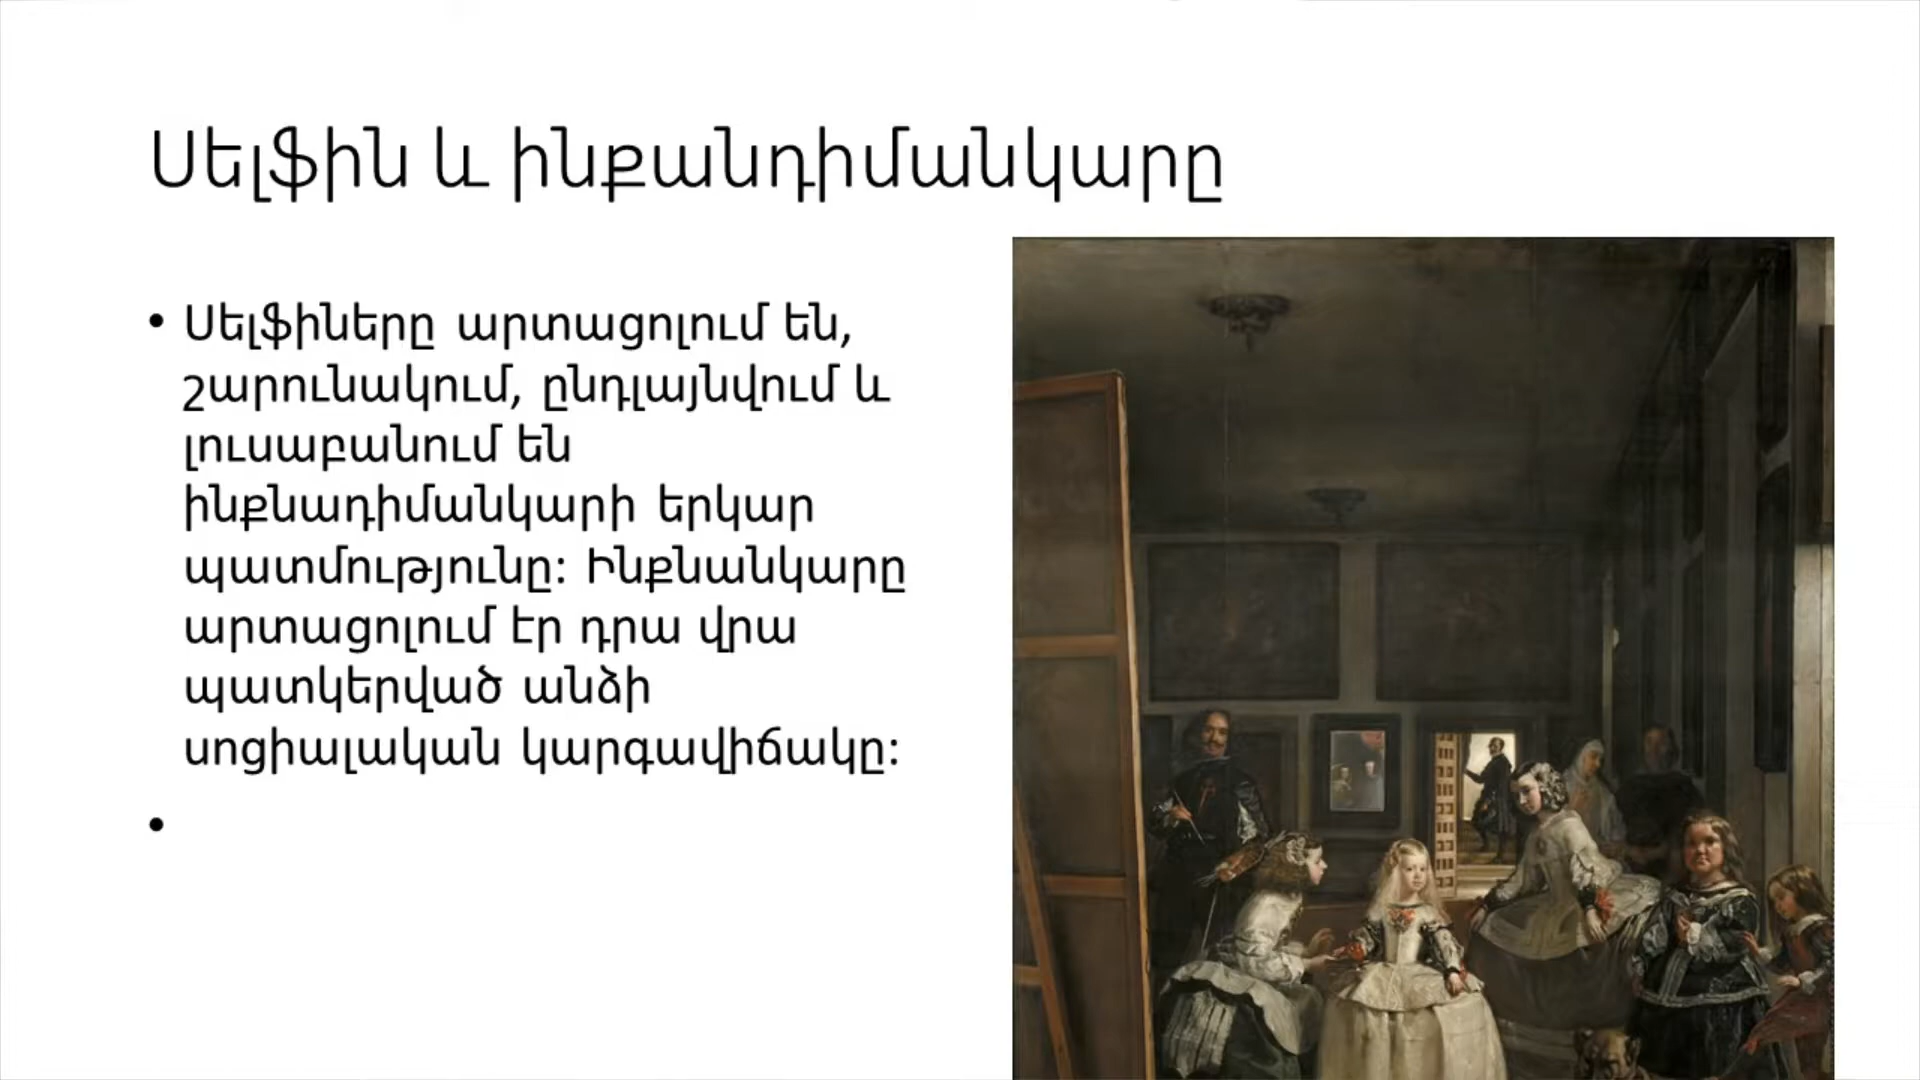 Սելֆին և ինքանդիմանկարը
• Սելֆիները արտացոլում են,
շարունակում, ընդլայնվում և
լուսաբանում են
ինքնադիմանկարի երկար
պատմությունը: Ինքնանկարը
արտացոլում էր դրա վրա
պատկերված անձի
սոցիալական կարգավիճակը:
•